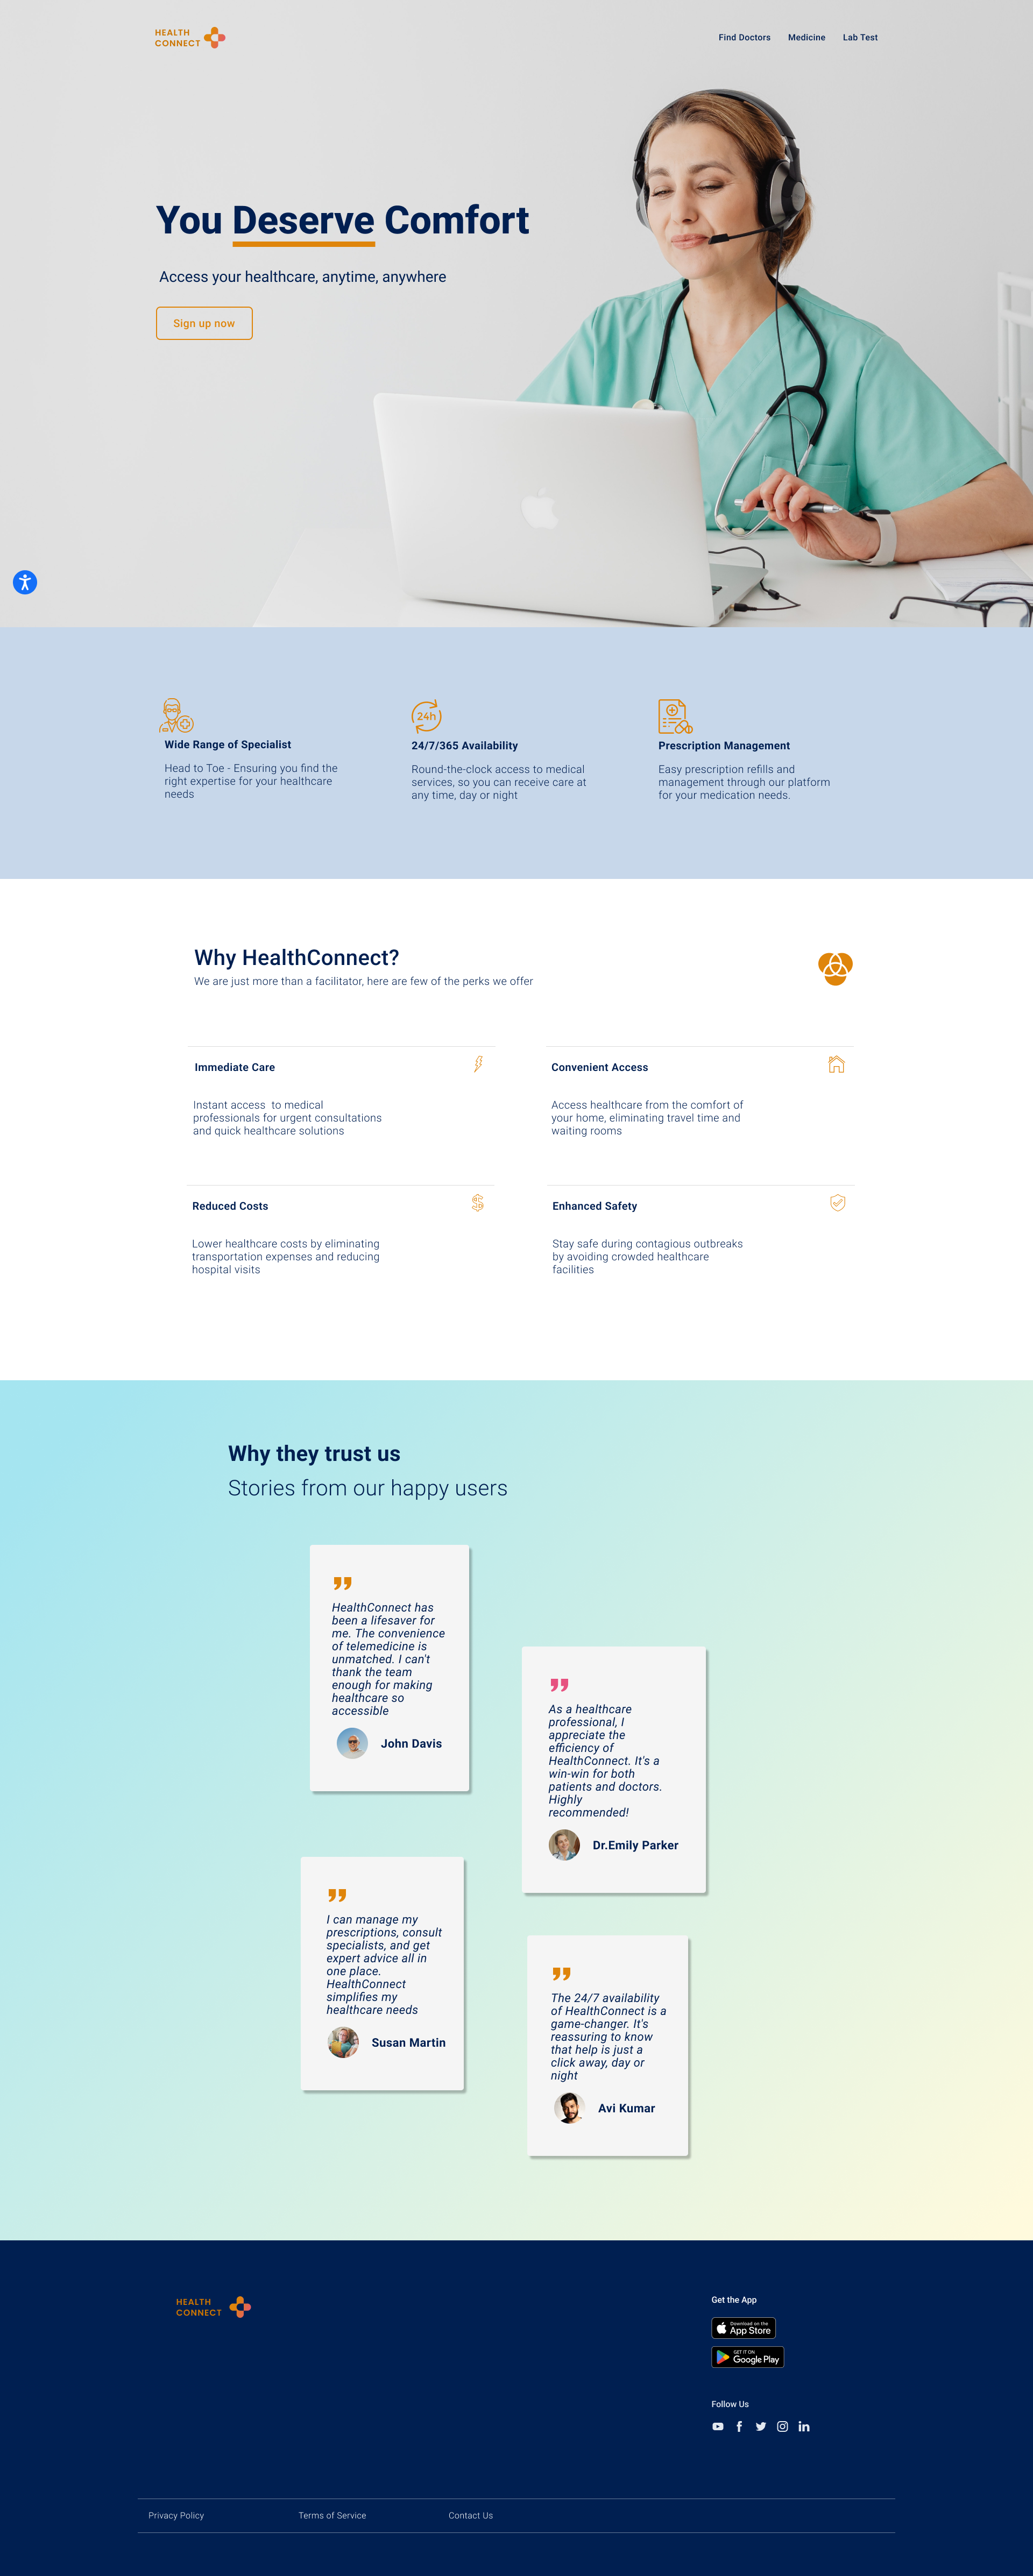 HEALTH
CONNECT
Find Doctors
Medicine
Lab Test
You Deserve Comfort
Access your healthcare, anytime, anywhere
Sign up now
24h
Wide Range of Specialist
Head to Toe - Ensuring you find the
right expertise for your healthcare
needs
24/7/365 Availability
Round-the-clock access to medical
services, so you can receive care at
any time, day or night
Prescription Management
Easy prescription refills and
management through our platform
for your medication needs.
Why HealthConnect?
We are just more than a facilitator, here are few of the perks we offer
Immediate Care
Instant access  to medical
professionals for urgent consultations
and quick healthcare solutions
Convenient Access
Access healthcare from the comfort of
your home, eliminating travel time and
waiting rooms
Reduced Costs
Lower healthcare costs by eliminating
transportation expenses and reducing
hospital visits
Enhanced Safety
Stay safe during contagious outbreaks
by avoiding crowded healthcare
facilities
Why they trust us
Stories from our happy users
HealthConnect has
been a lifesaver for
me. The convenience
of telemedicine is
unmatched. I can't
thank the team
enough for making
healthcare so
accessible
John Davis
As a healthcare
professional, I
appreciate the
efficiency of
HealthConnect. It's a
win-win for both
patients and doctors.
Highly
recommended!
Dr.Emily Parker
I can manage my
prescriptions, consult
specialists, and get
expert advice all in
one place.
HealthConnect
simplifies my
healthcare needs
Susan Martin
The 24/7 availability
of HealthConnect is a
game-changer. It's
reassuring to know
that help is just a
click away, day or
night
Avi Kumar
HEALTH
CONNECT
Get the App
Download on the
App Store
GET IT ON
Google Play
Follow Us
Privacy Policy
Terms of Service
Contact Us